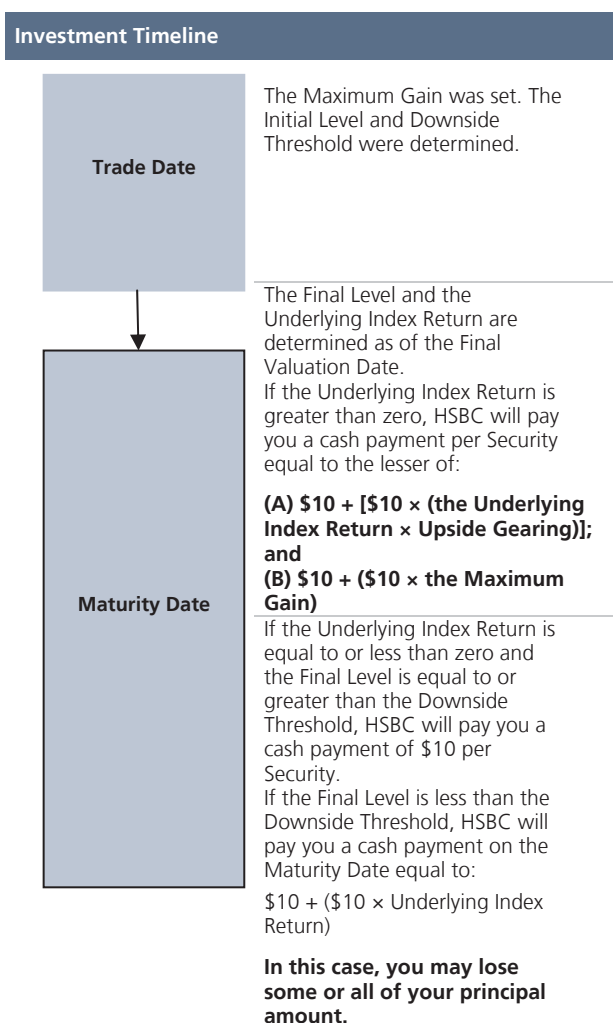 Investment Timeline
Trade Date
The Maximum Gain was set. The
Initial Level and Downside
Threshold were determined.
Maturity Date
The Final Level and the
Underlying Index Return are
determined as of the Final
Valuation Date.
If the Underlying Index Return is
greater than zero, HSBC will pay
you a cash payment per Security
equal to the lesser of:
(A) $10 + [$10 × (the Underlying
Index Return × Upside Gearing)];
and
(B) $10 + ($10 × the Maximum
Gain)
If the Underlying Index Return is
equal to or less than zero and
the Final Level is equal to or
greater than the Downside
Threshold, HSBC will pay you a
cash payment of $10 per
Security.
If the Final Level is less than the
Downside Threshold, HSBC will
pay you a cash payment on the
Maturity Date equal to:
$10 + ($10 × Underlying Index
Return)
In this case, you may lose
some or all of your principal
amount.